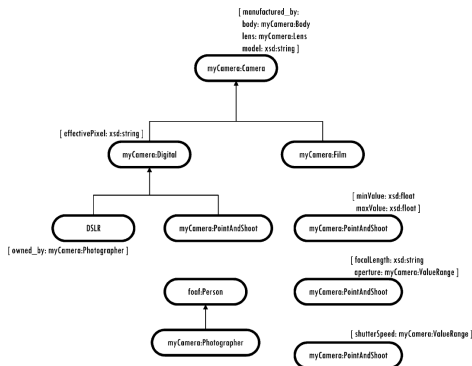 [ manufactured_by:
body: myCamera:Body
lens: myCamera:Lens
model: xsd:string ]
myCamera:Camera
[ effectivePixel: xsd:string ]
myCamera:Digital
myCamera:Film
[ minValue: xsd:float
maxValue: xsd:float ]
DSLR
myCamera:PointAndShoot
myCamera:PointAndShoot
[ owned_by: myCamera:Photographer ]
[ focalLength: xsd:string
aperture: myCamera:ValueRange ]
foaf:Person
myCamera:PointAndShoot
[ shutterSpeed: myCamera:ValueRange ]
myCamera:Photographer
myCamera:PointAndShoot